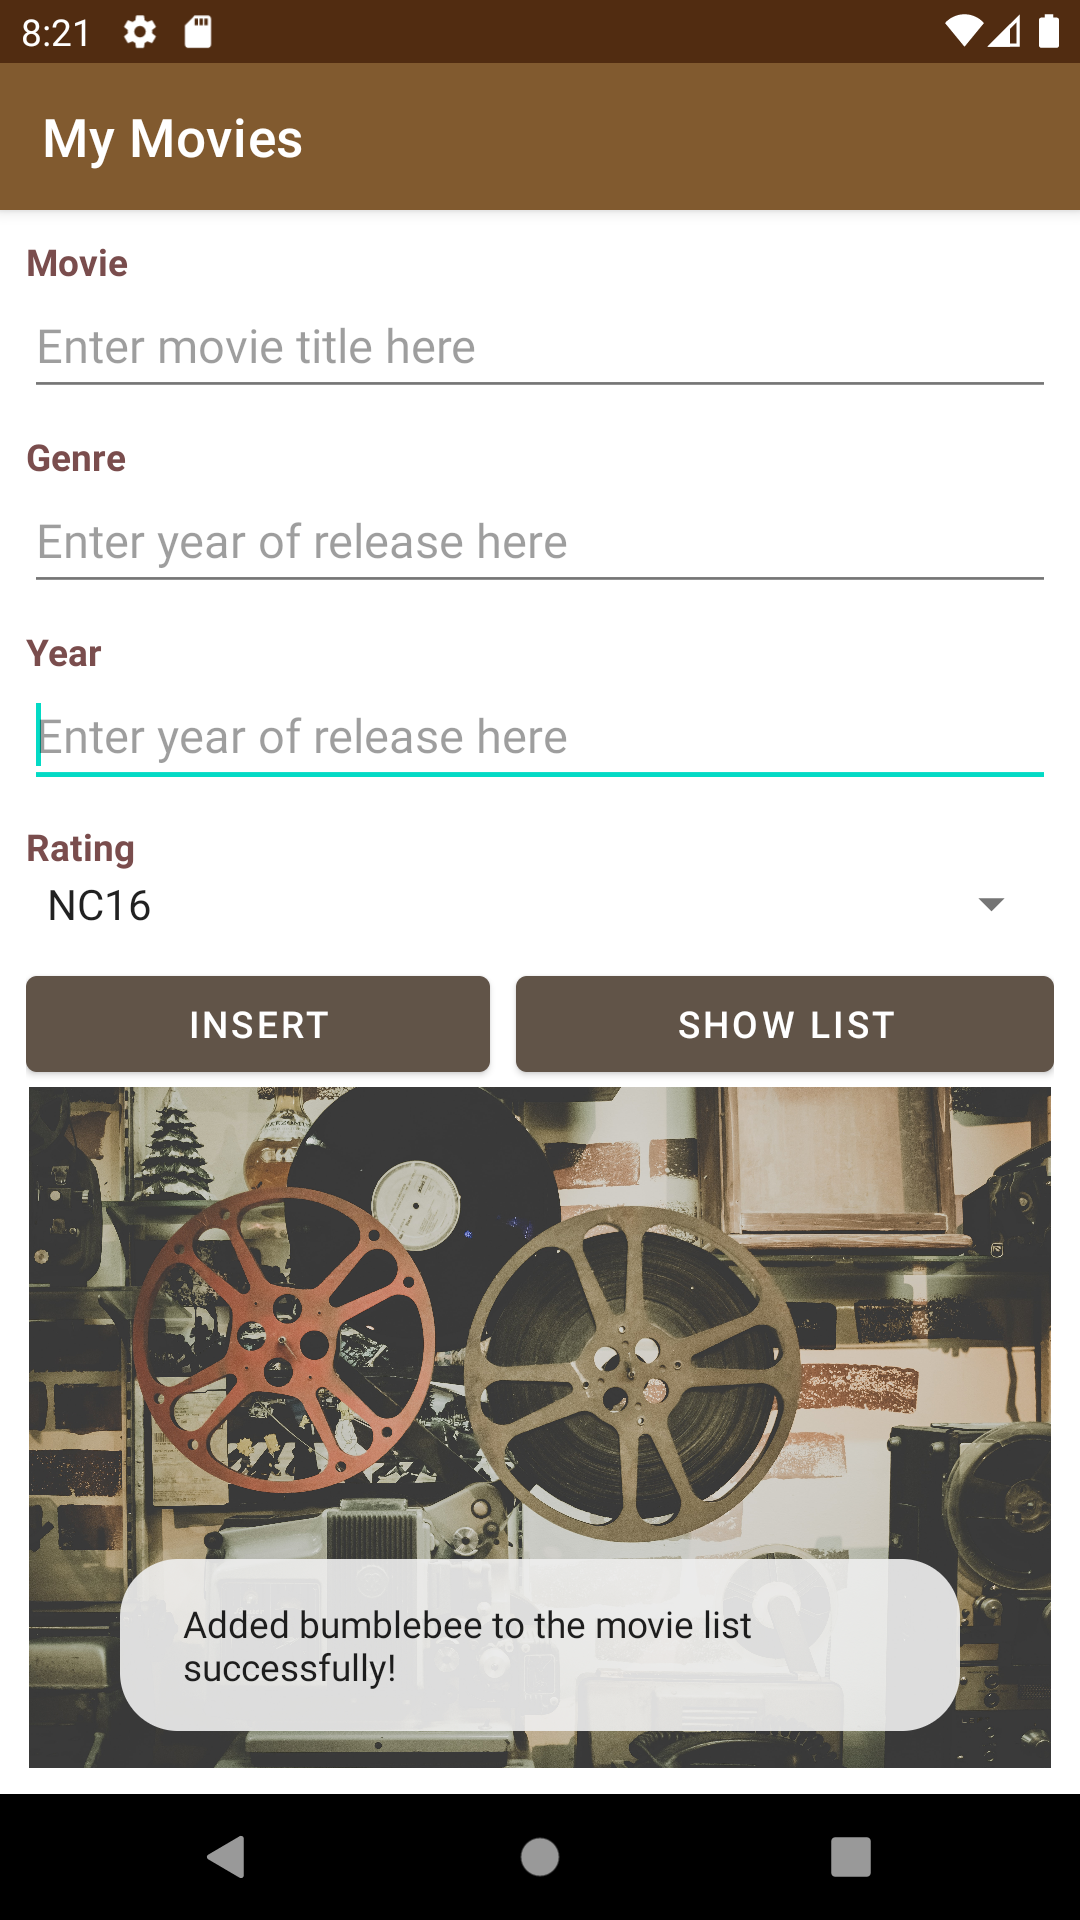 8:21
My Movies
Movie
Enter movie title here
Genre
Enter year of release here
Year
Enter year of release here
Rating
NC16
INSERT
SHOW LIST
Added bumblebee to the movie list
successfully!